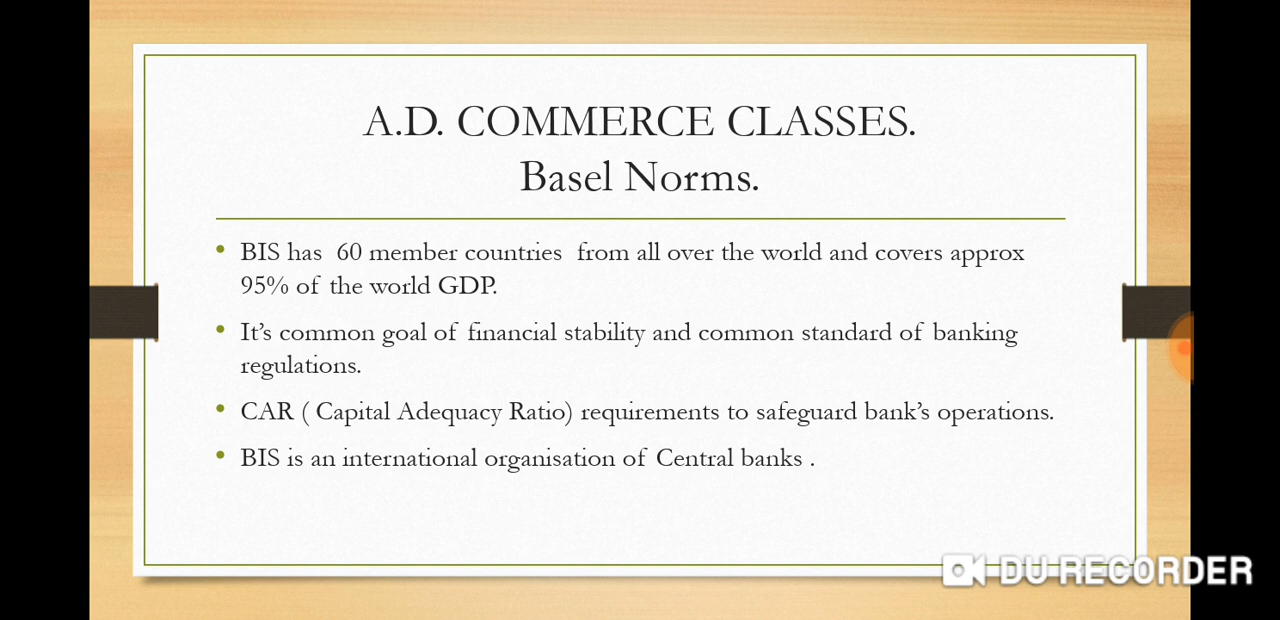 A.D. COMMERCE CLASSES.
Basel Norms.
• BIS has 60 member countries from all over the world and covers approx
95% of the world GDP.
• It’s common goal of financial stability and common standard of banking
regulations.
• CAR ( Capital Adequacy Ratio) requirements to safeguard bank’s operations.
• BIS is an international organisation of Central banks .
DU RECORDER